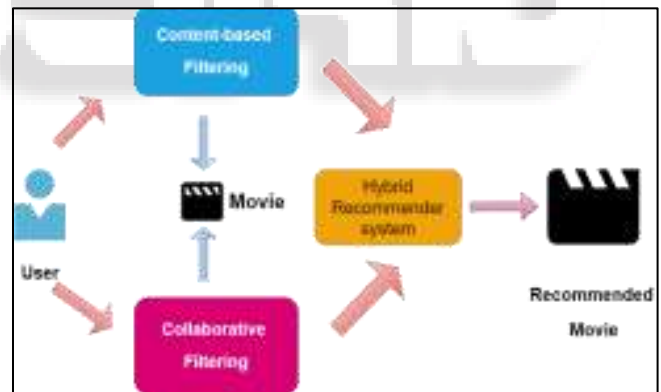 Content-based
Filtering
Movie
Hybrid
Recommender
system
User
Recommended
Movie
Collaborative
Filtering